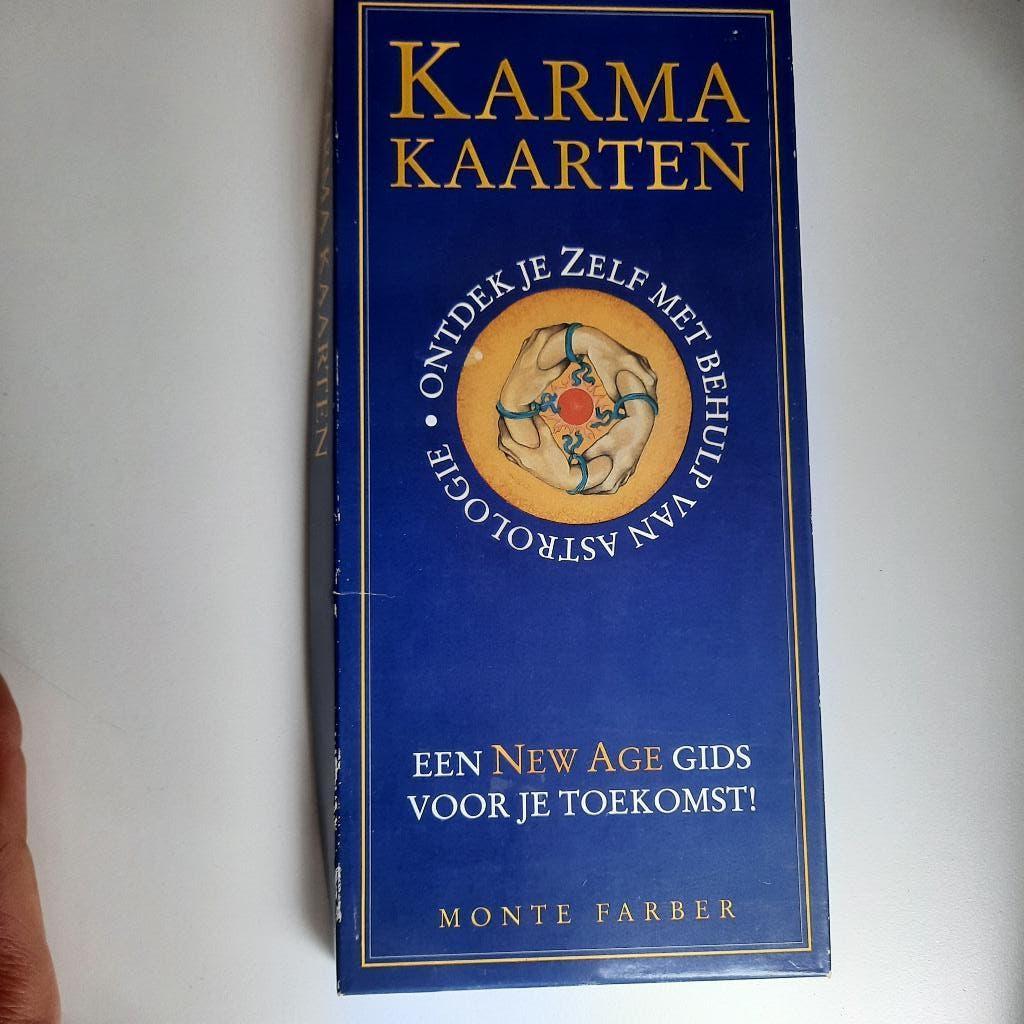 KARMA
KAARTEN
ONTDEK JE ZELF MET BEHULP VAN ASTROLOGIE •
EEN NEW AGE GIDS
VOOR JE TOEKOMST!
MONTE FARBER
KARMA KAARTEN